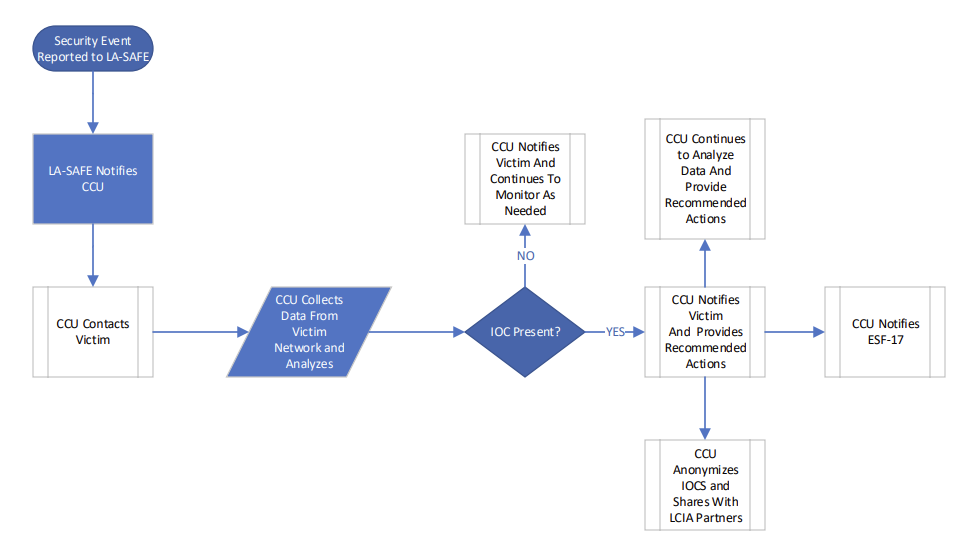 Security Event
Reported to LA-SAFE
LA-SAFE Notifies
CCU
CCU Contacts
Victim
CCU Collects
Data From
Victim
Network and
Analyzes
IOC Present?
NO
CCU Notifies
Victim And
Continues To
Monitor As
Needed
YES
CCU Notifies
Victim
And Provides
Recommended
Actions
CCU Continues
to Analyze
Data And
Provide
Recommended
Actions
CCU Notifies
ESF-17
CCU
Anonymizes
IOCS and
Shares With
LCIA Partners